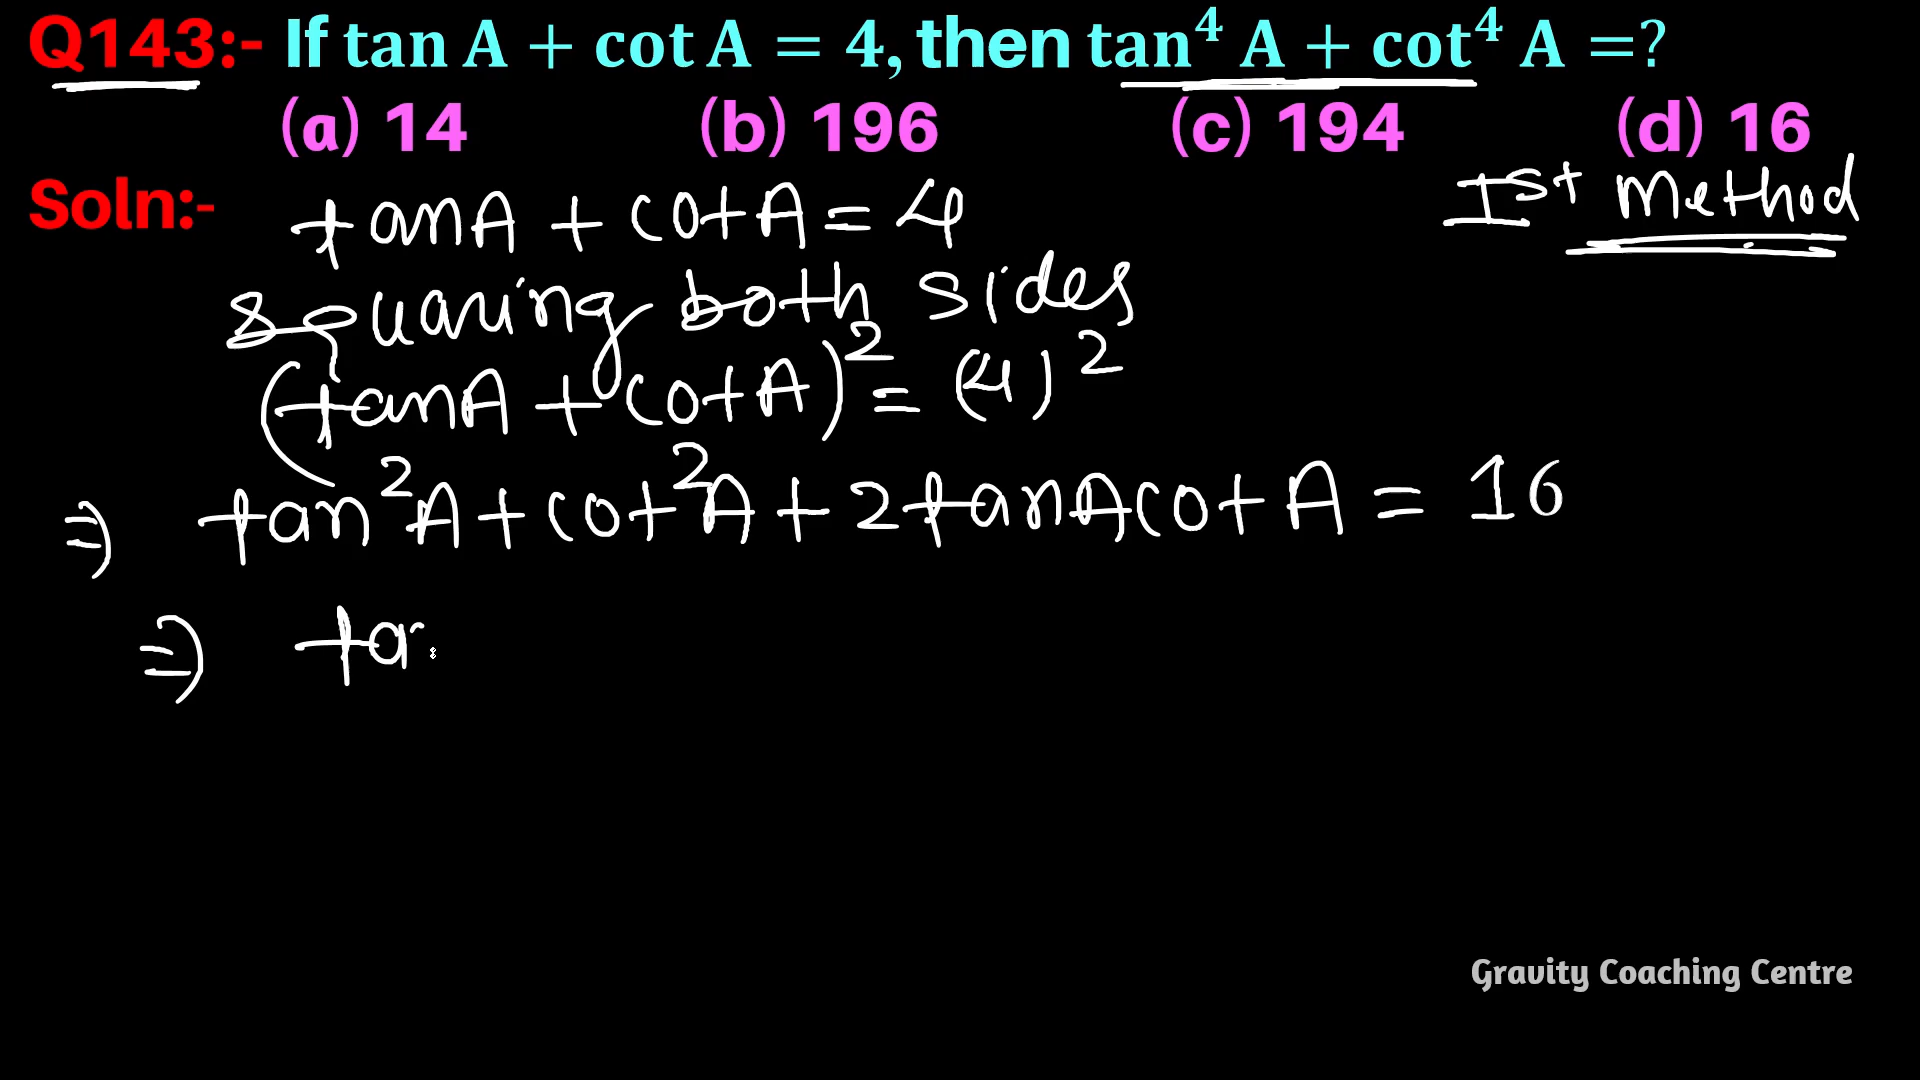 Q143:- If tan A + cot A = 4, then tan⁴ A + cot⁴ A =?
(a) 14 (b) 196 (c) 194 (d) 16
Soln:- tanA + cotA = 4 Ist Method
squaring both sides
(tanA + cotA)² = (4)²
⇒ tan²A + cot²A + 2tanAcotA = 16
⇒ tan
Gravity Coaching Centre